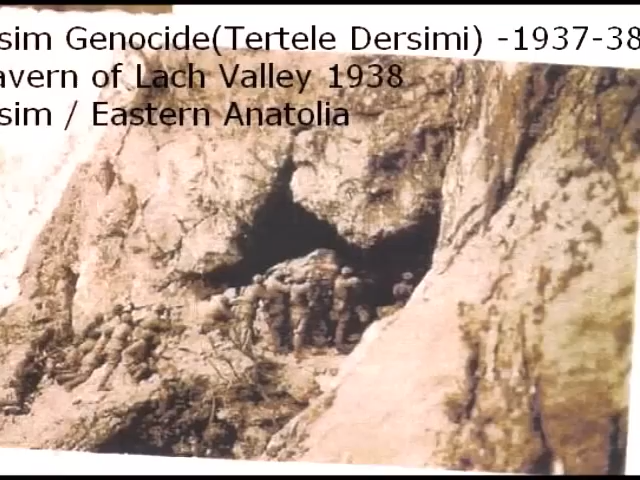 sim Genocide(Tertele Dersimi) -1937-38
avern of Lach Valley 1938
sim / Eastern Anatolia